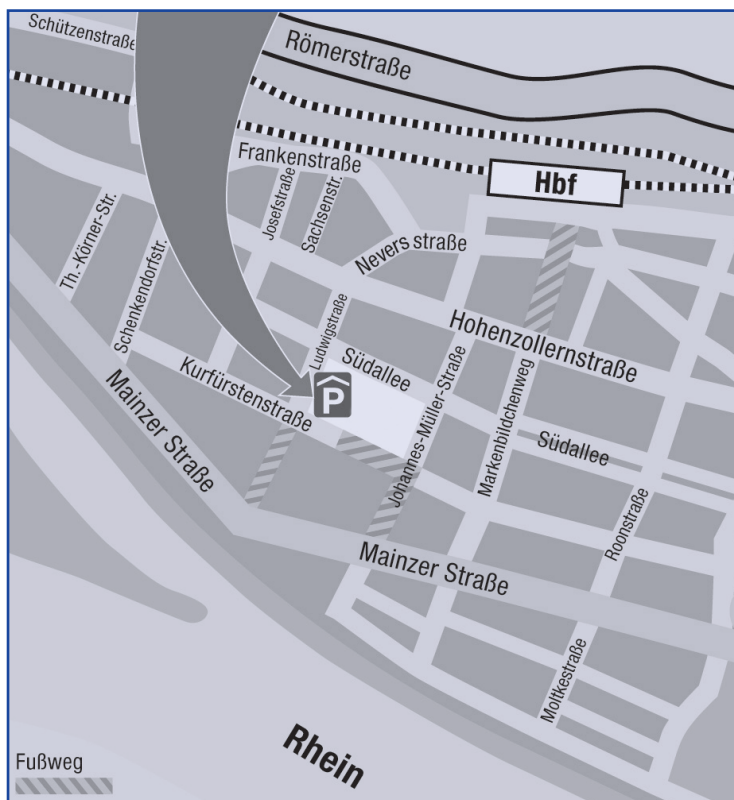 Schützenstraße
Römerstraße
Frankenstraße
Hbf
Josefstraße
Sachsenstr.
Nevers straße
Th.-Körner-Str.
Schenkendorfstr.
Ludwigstraße
Hohenzollernstraße
Südallee
Kurfürstenstraße
P
Johannes-Müller-Straße
Markenbildchenweg
Südallee
Mainzer Straße
Roonstraße
Mainzer Straße
Moltkestraße
Rhein
Fußweg